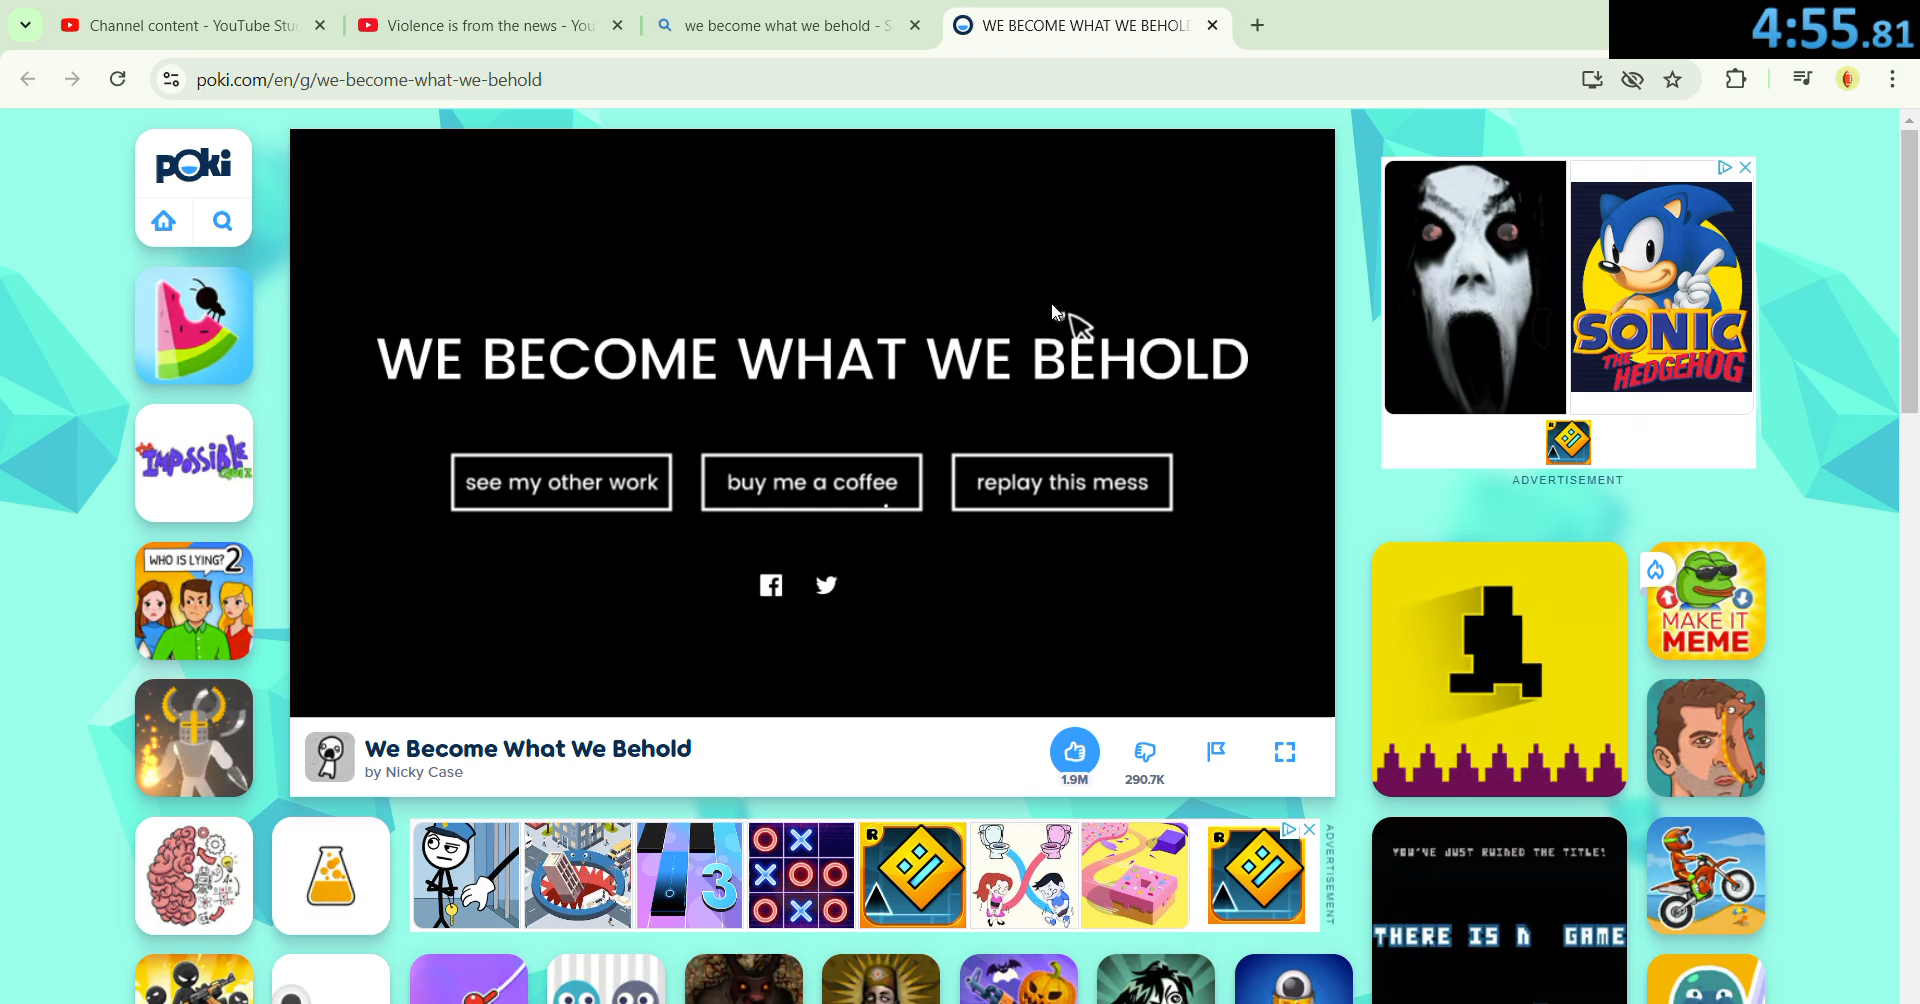 Channel content - YouTube Stu
Violence is from the news - You
we become what we behold - S
WE BECOME WHAT WE BEHOLD
4:55.81
poki.com/en/g/we-become-what-we-behold
poki
WE BECOME WHAT WE BEHOLD
see my other work
buy me a coffee
replay this mess
SONIC
THE
HEDGEHOG
ADVERTISEMENT
the
IMPOSSIBLE
QUIZ
WHO IS LYING? 2
MAKE IT
MEME
We Become What We Behold
by Nicky Case
1.9M
290.7K
R
3
R
R
ADVERTISEMENT
YOU'VE JUST RUINED THE TITLE!
THERE IS N GAME